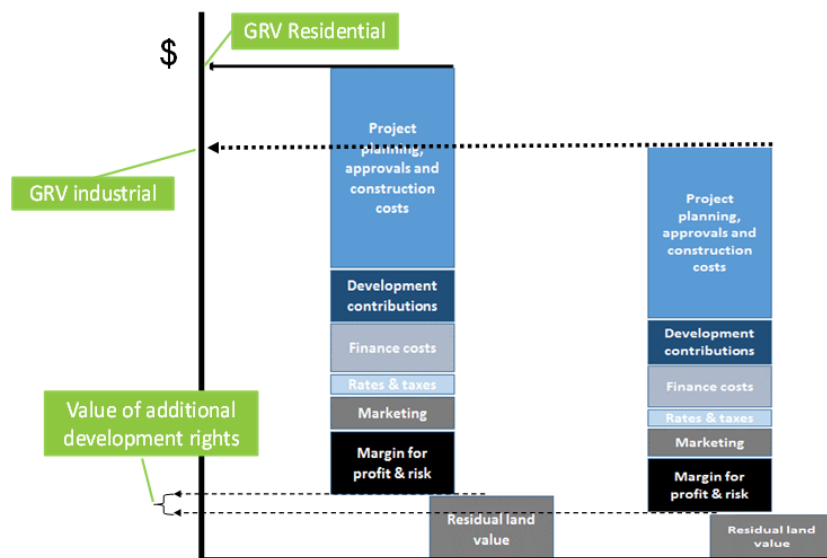 GRV Residential
$
GRV industrial
Value of additional
development rights
Project
planning,
approvals and
construction
costs
Development
contributions
Finance costs
Rates & taxes
Marketing
Margin for
profit & risk
Residual land
value
Project
planning,
approvals and
construction
costs
Development
contributions
Finance costs
Rates & taxes
Marketing
Margin for
profit & risk
Residual land
value